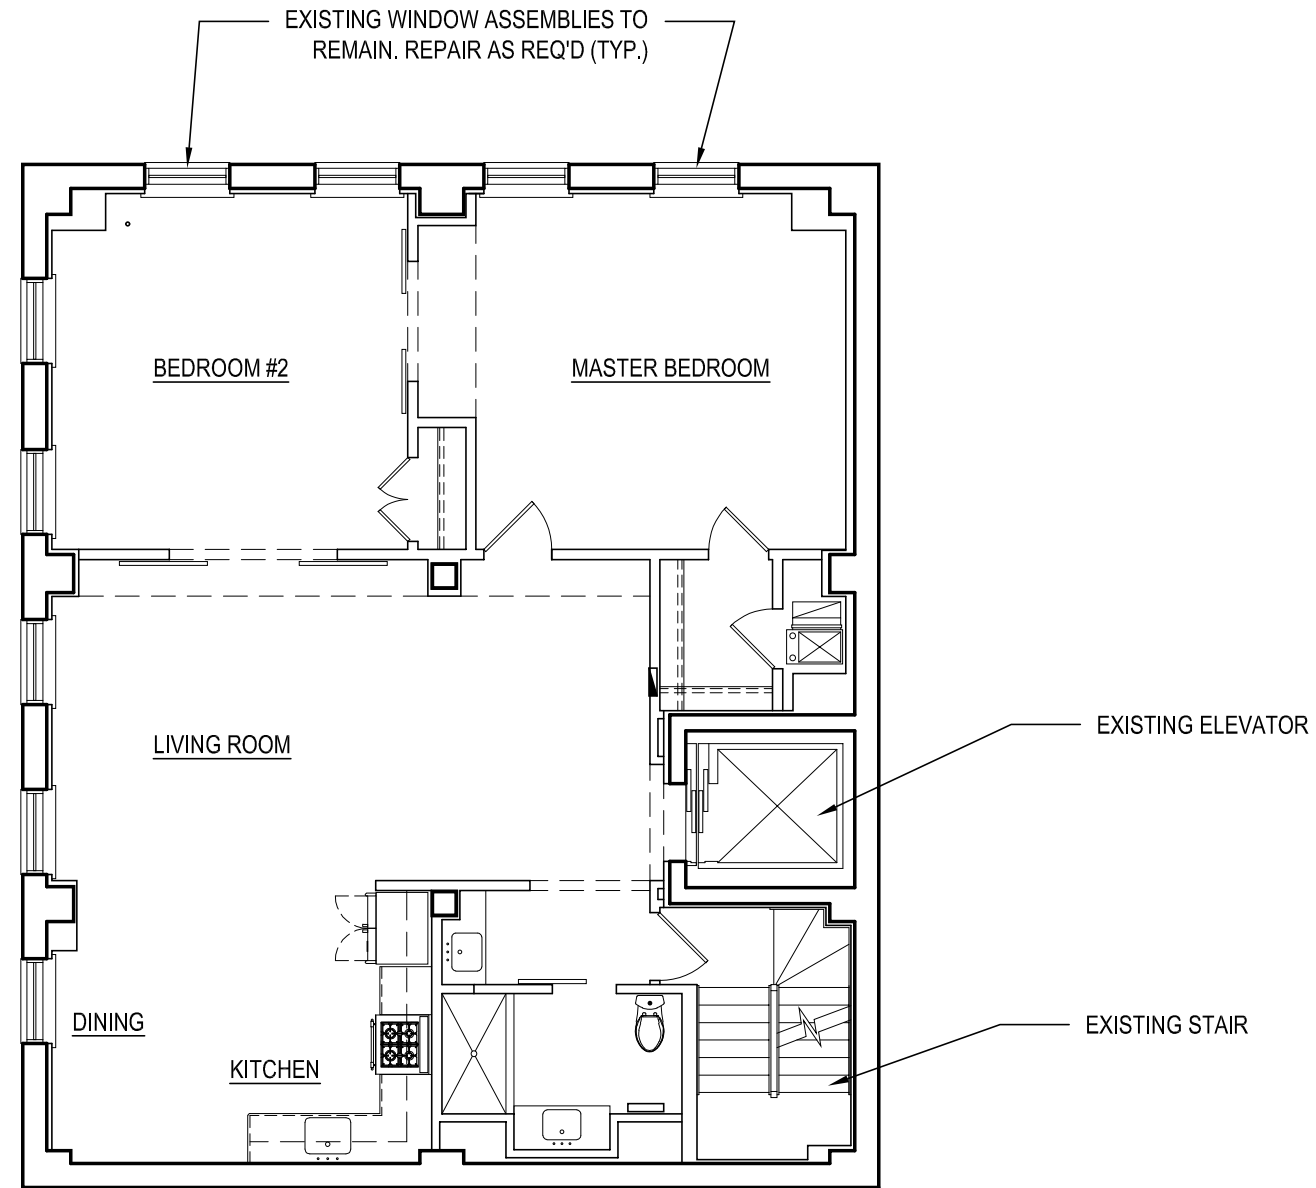 EXISTING WINDOW ASSEMBLIES TO
REMAIN. REPAIR AS REQ'D (TYP.)
BEDROOM #2
MASTER BEDROOM
LIVING ROOM
EXISTING ELEVATOR
DINING
EXISTING STAIR
KITCHEN